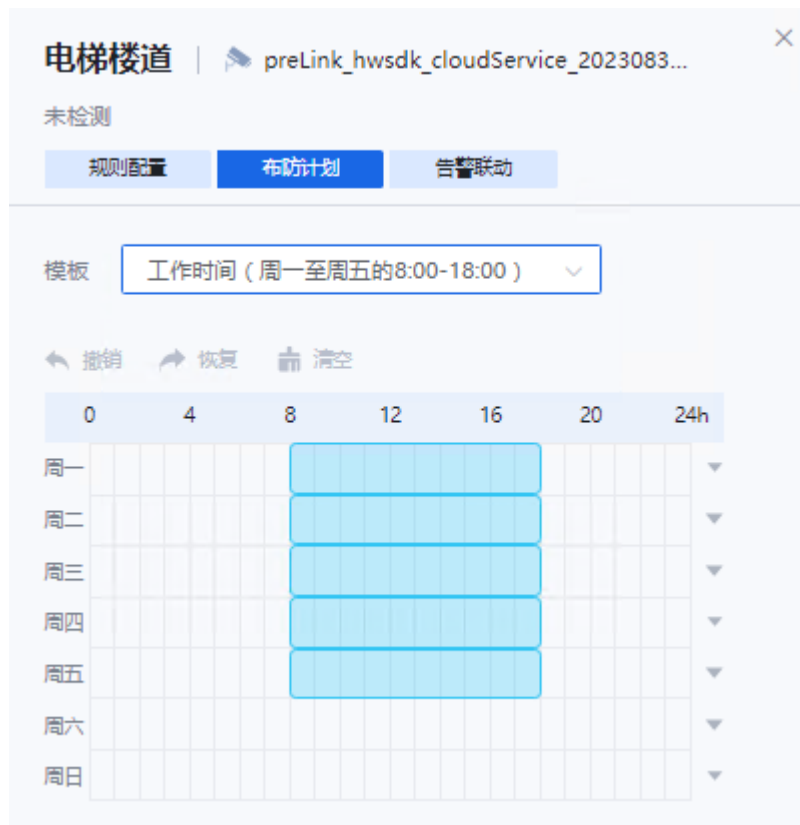 电梯楼道 preLink_hwsdk_cloudService_2023083...
未检测
规则配置 布防计划 告警联动
模板 工作时间（周一至周五的8:00-18:00）
撤销 恢复 清空
0 4 8 12 16 20 24h
周一
周二
周三
周四
周五
周六
周日